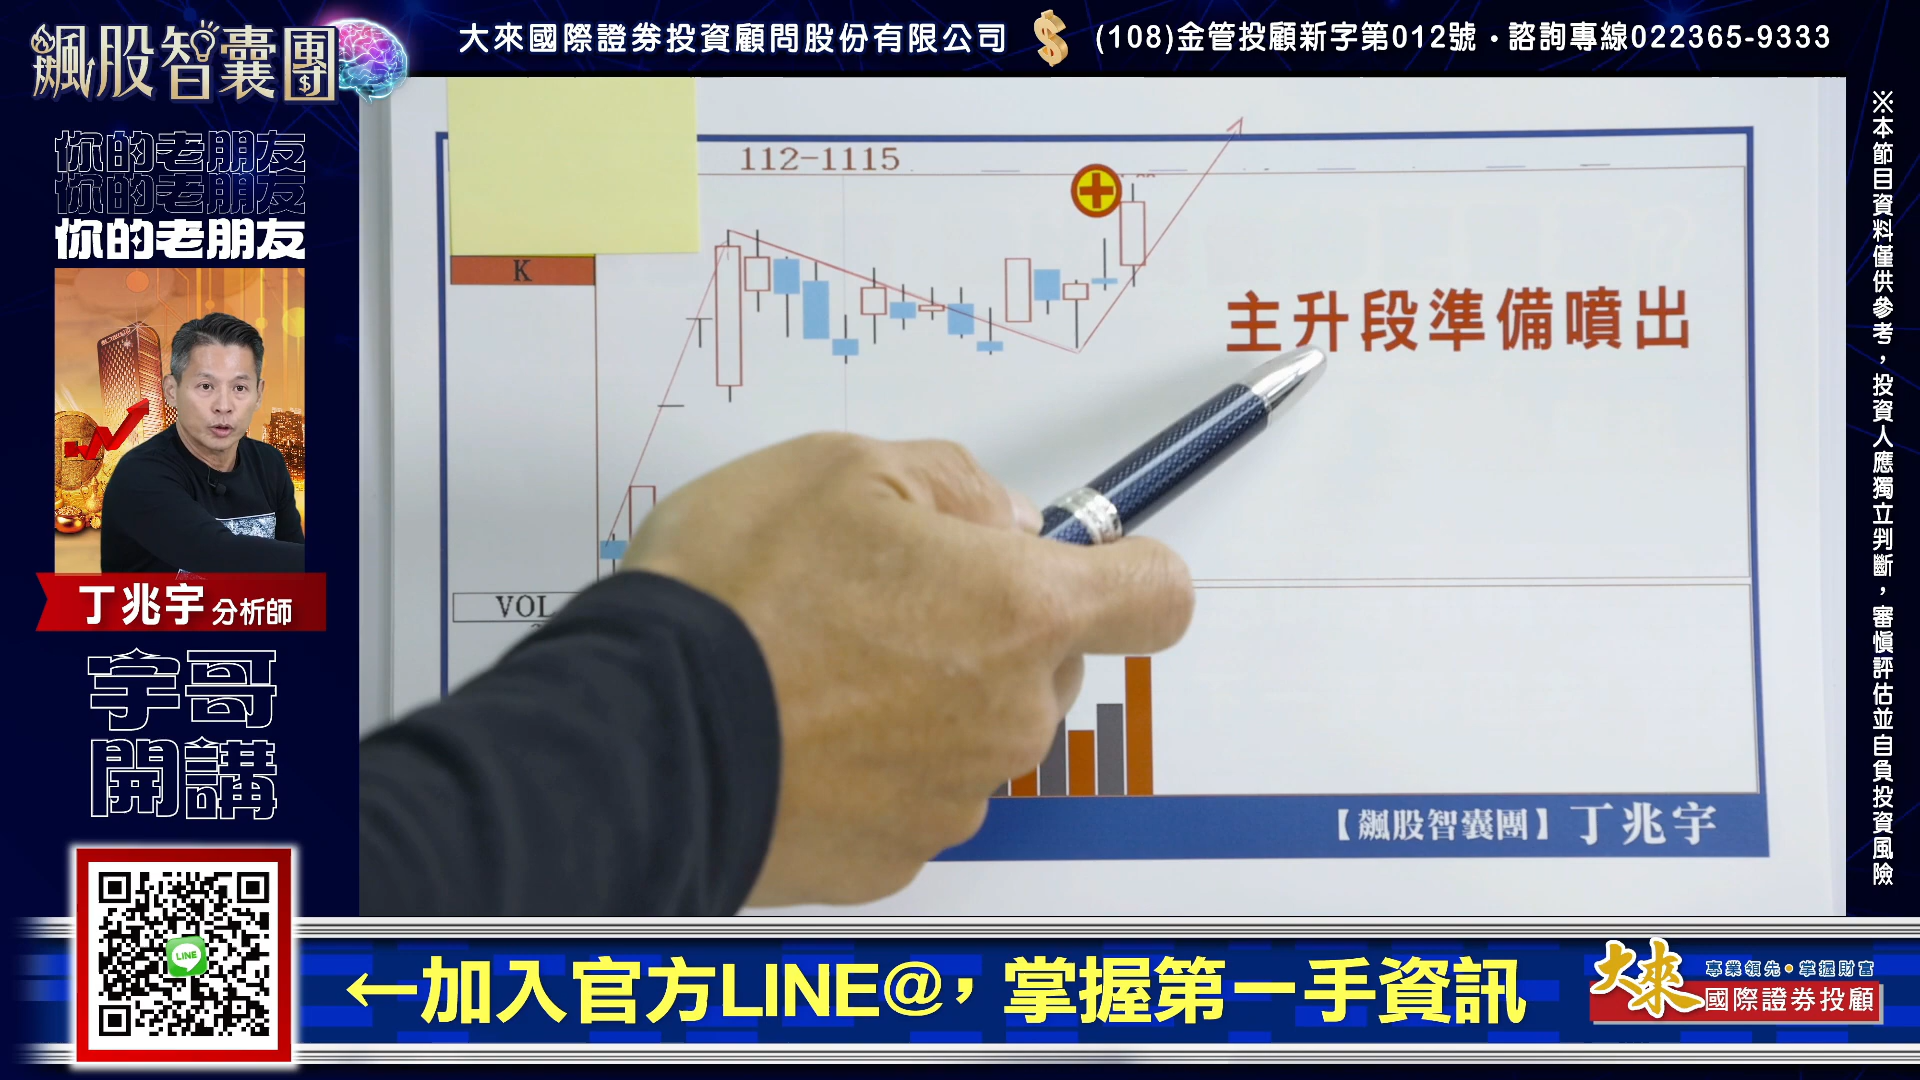 飆股智囊團
大來國際證券投資顧問股份有限公司
(108)金管投顧新字第012號・諮詢專線022365-9333
你的老朋友
你的老朋友
你的老朋友
丁兆宇 分析師
宇哥
開講
112-1115
K
主升段準備噴出
VOL
【飆股智囊團】丁兆宇
※本節目資料僅供參考，投資人應獨立判斷，審慎評估並自負投資風險
LINE
←加入官方LINE@，掌握第一手資訊
大來
專業領先•掌握財富
國際證券投顧